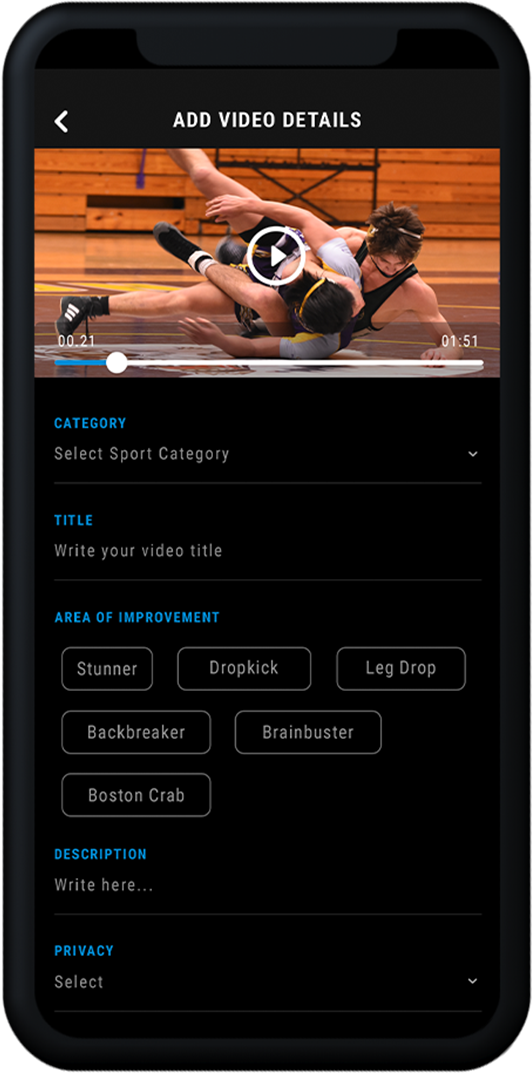 ADD VIDEO DETAILS
00.21 01:51
CATEGORY
Select Sport Category
TITLE
Write your video title
AREA OF IMPROVEMENT
Stunner Dropkick Leg Drop
Backbreaker Brainbuster
Boston Crab
DESCRIPTION
Write here...
PRIVACY
Select